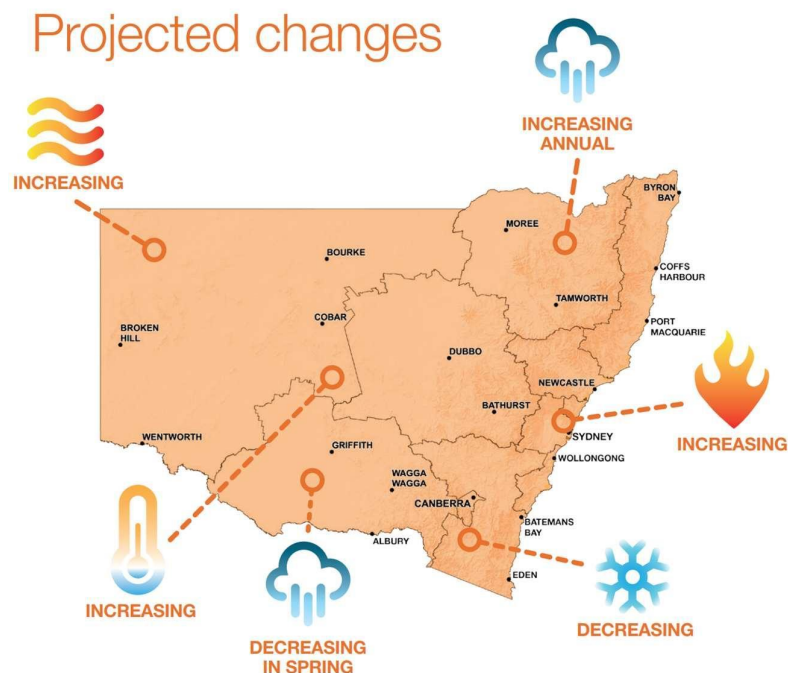 Projected changes
INCREASING
ANNUAL
INCREASING
BYRON
BAY
MOREE
BOURKE
COFFS
HARBOUR
TAMWORTH
COBAR
BROKEN
HILL
PORT
MACQUARIE
DUBBO
NEWCASTLE
BATHURST
INCREASING
SYDNEY
WENTWORTH
GRIFFITH
WOLLONGONG
WAGGA
WAGGA
CANBERRA
BATEMANS
BAY
ALBURY
EDEN
INCREASING
DECREASING
IN SPRING
DECREASING